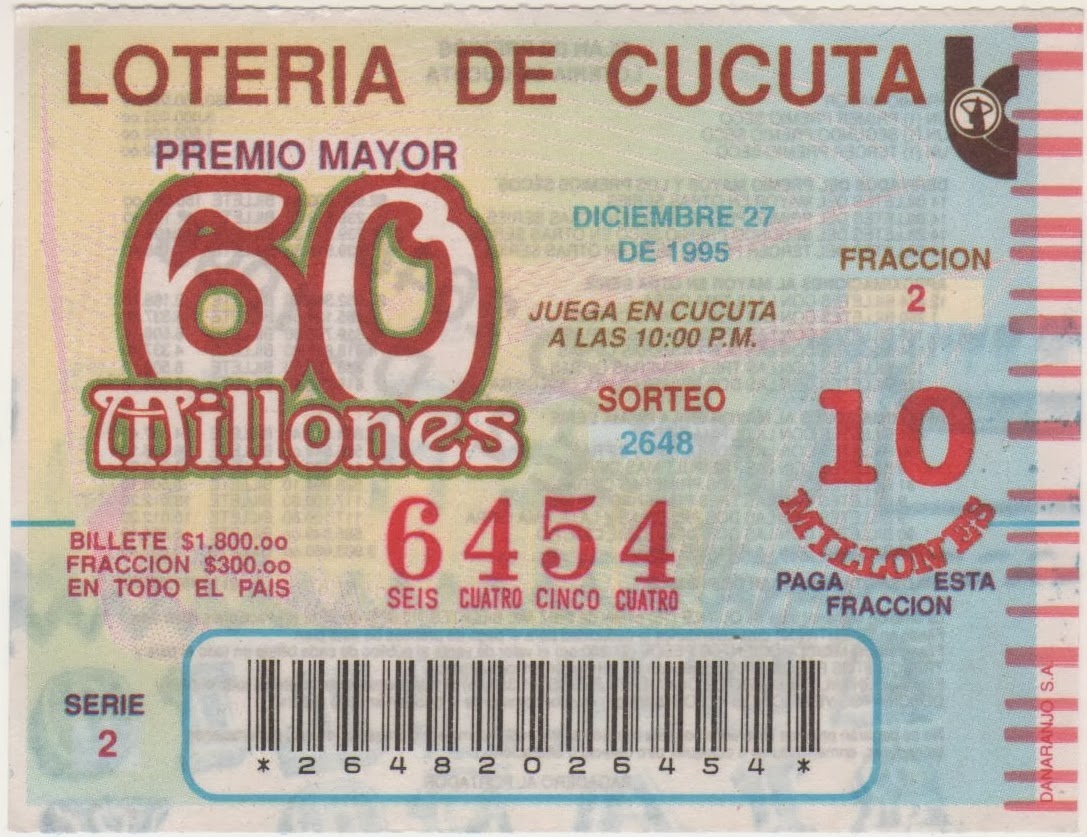 LOTERIA DE CUCUTA
PREMIO MAYOR
60
Millones
DICIEMBRE 27
DE 1995
JUEGA EN CUCUTA
A LAS 10:00 P.M.
FRACCION
2
SORTEO
2648
10
MILLONES
PAGA ESTA
FRACCION
BILLETE $1.800.oo
FRACCION $300.oo
EN TODO EL PAIS
6454
SEIS CUATRO CINCO CUATRO
SERIE
2
*26482026454*
DANARANJO S.A.